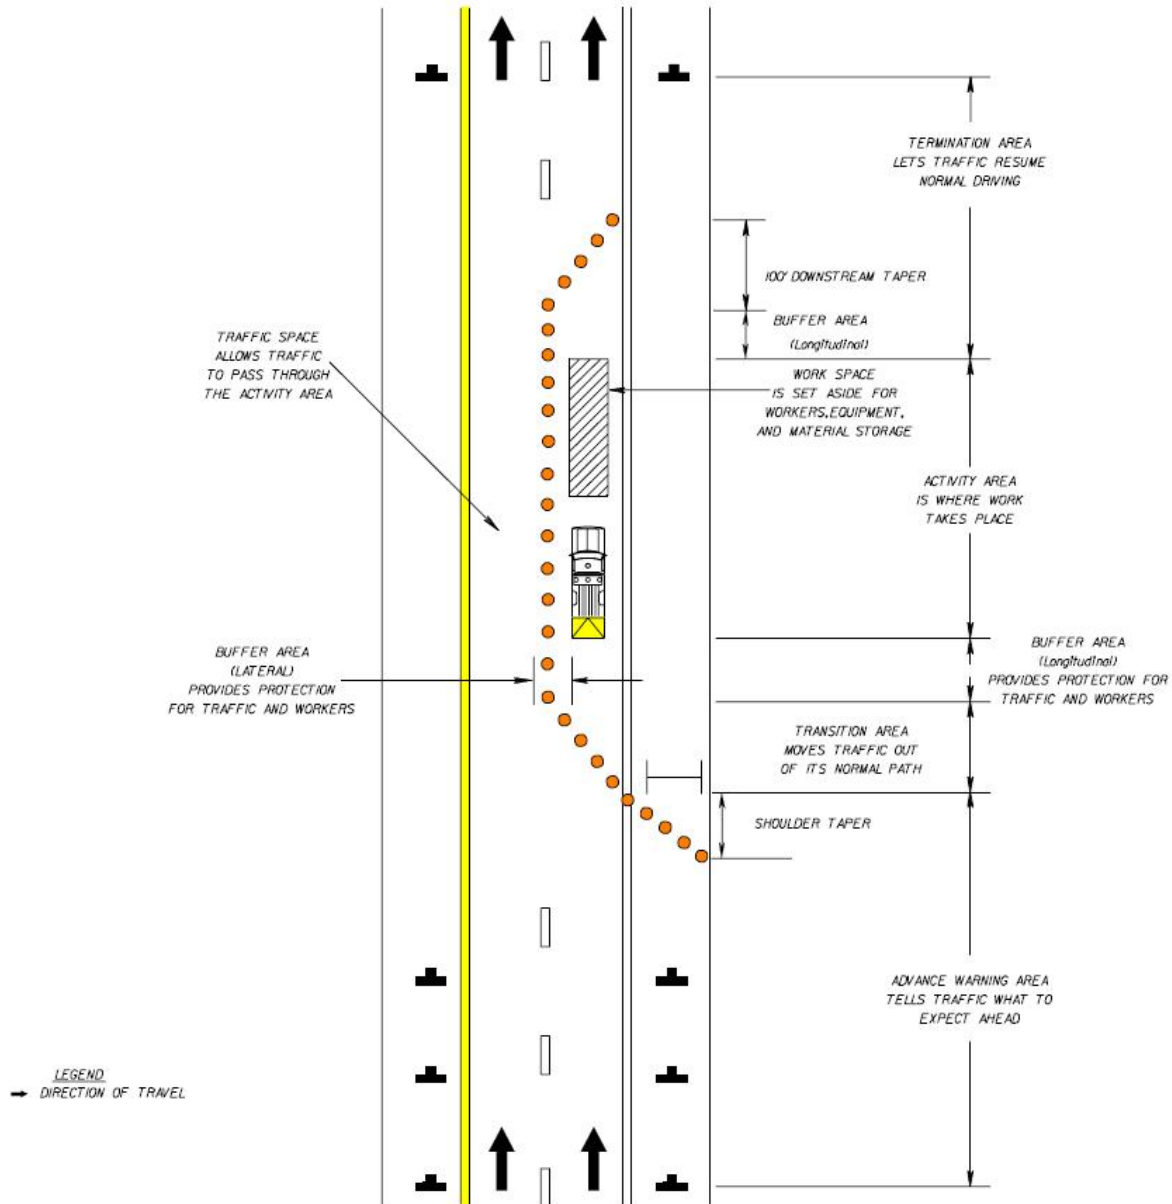 TERMINATION AREA
LETS TRAFFIC RESUME
NORMAL DRIVING
100' DOWNSTREAM TAPER
BUFFER AREA
(Longitudinal)
TRAFFIC SPACE
ALLOWS TRAFFIC
TO PASS THROUGH
THE ACTIVITY AREA
WORK SPACE
IS SET ASIDE FOR
WORKERS,EQUIPMENT,
AND MATERIAL STORAGE
ACTIVITY AREA
IS WHERE WORK
TAKES PLACE
BUFFER AREA
(LATERAL)
PROVIDES PROTECTION
FOR TRAFFIC AND WORKERS
BUFFER AREA
(Longitudinal)
PROVIDES PROTECTION FOR
TRAFFIC AND WORKERS
TRANSITION AREA
MOVES TRAFFIC OUT
OF ITS NORMAL PATH
SHOULDER TAPER
ADVANCE WARNING AREA
TELLS TRAFFIC WHAT TO
EXPECT AHEAD
LEGEND
DIRECTION OF TRAVEL